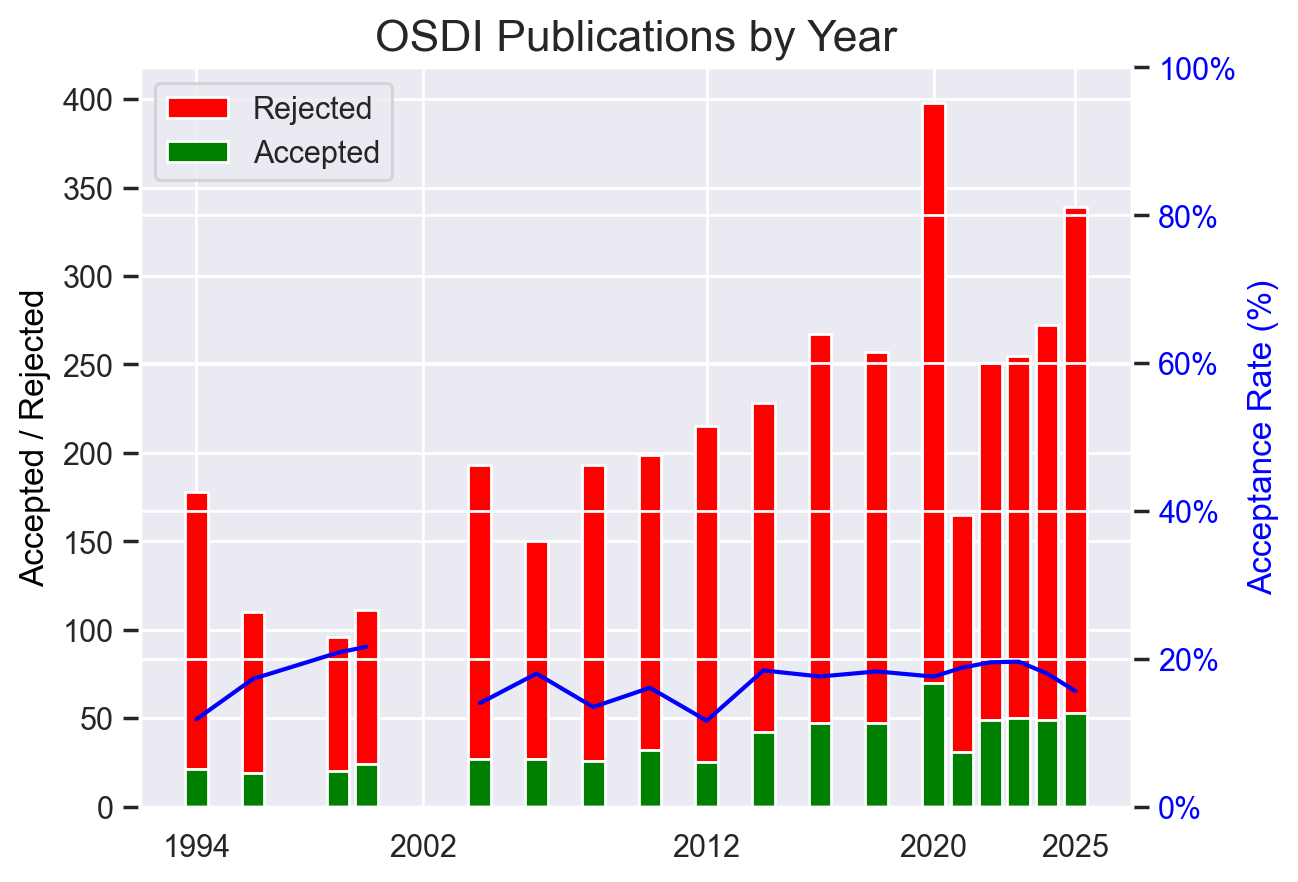 OSDI Publications by Year
Rejected
Accepted
Accepted / Rejected
400
350
300
250
200
150
100
50
0
100%
80%
60%
40%
20%
0%
Acceptance Rate (%)
1994 2002 2012 2020 2025